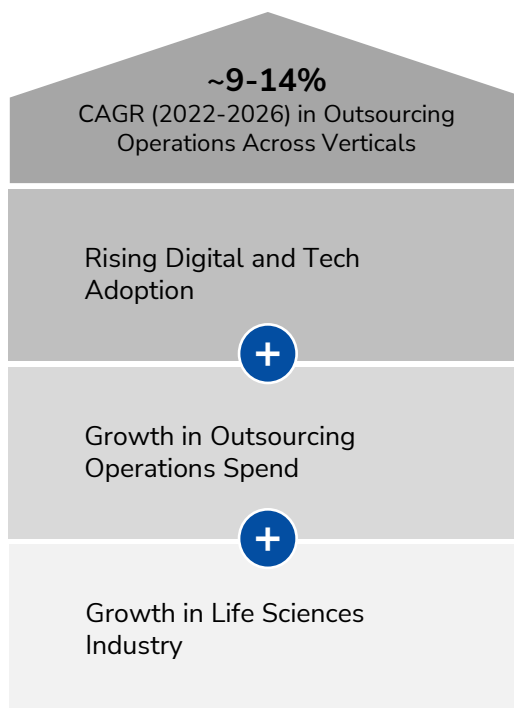 ~9-14%
CAGR (2022-2026) in Outsourcing
Operations Across Verticals
Rising Digital and Tech
Adoption
+
Growth in Outsourcing
Operations Spend
+
Growth in Life Sciences
Industry